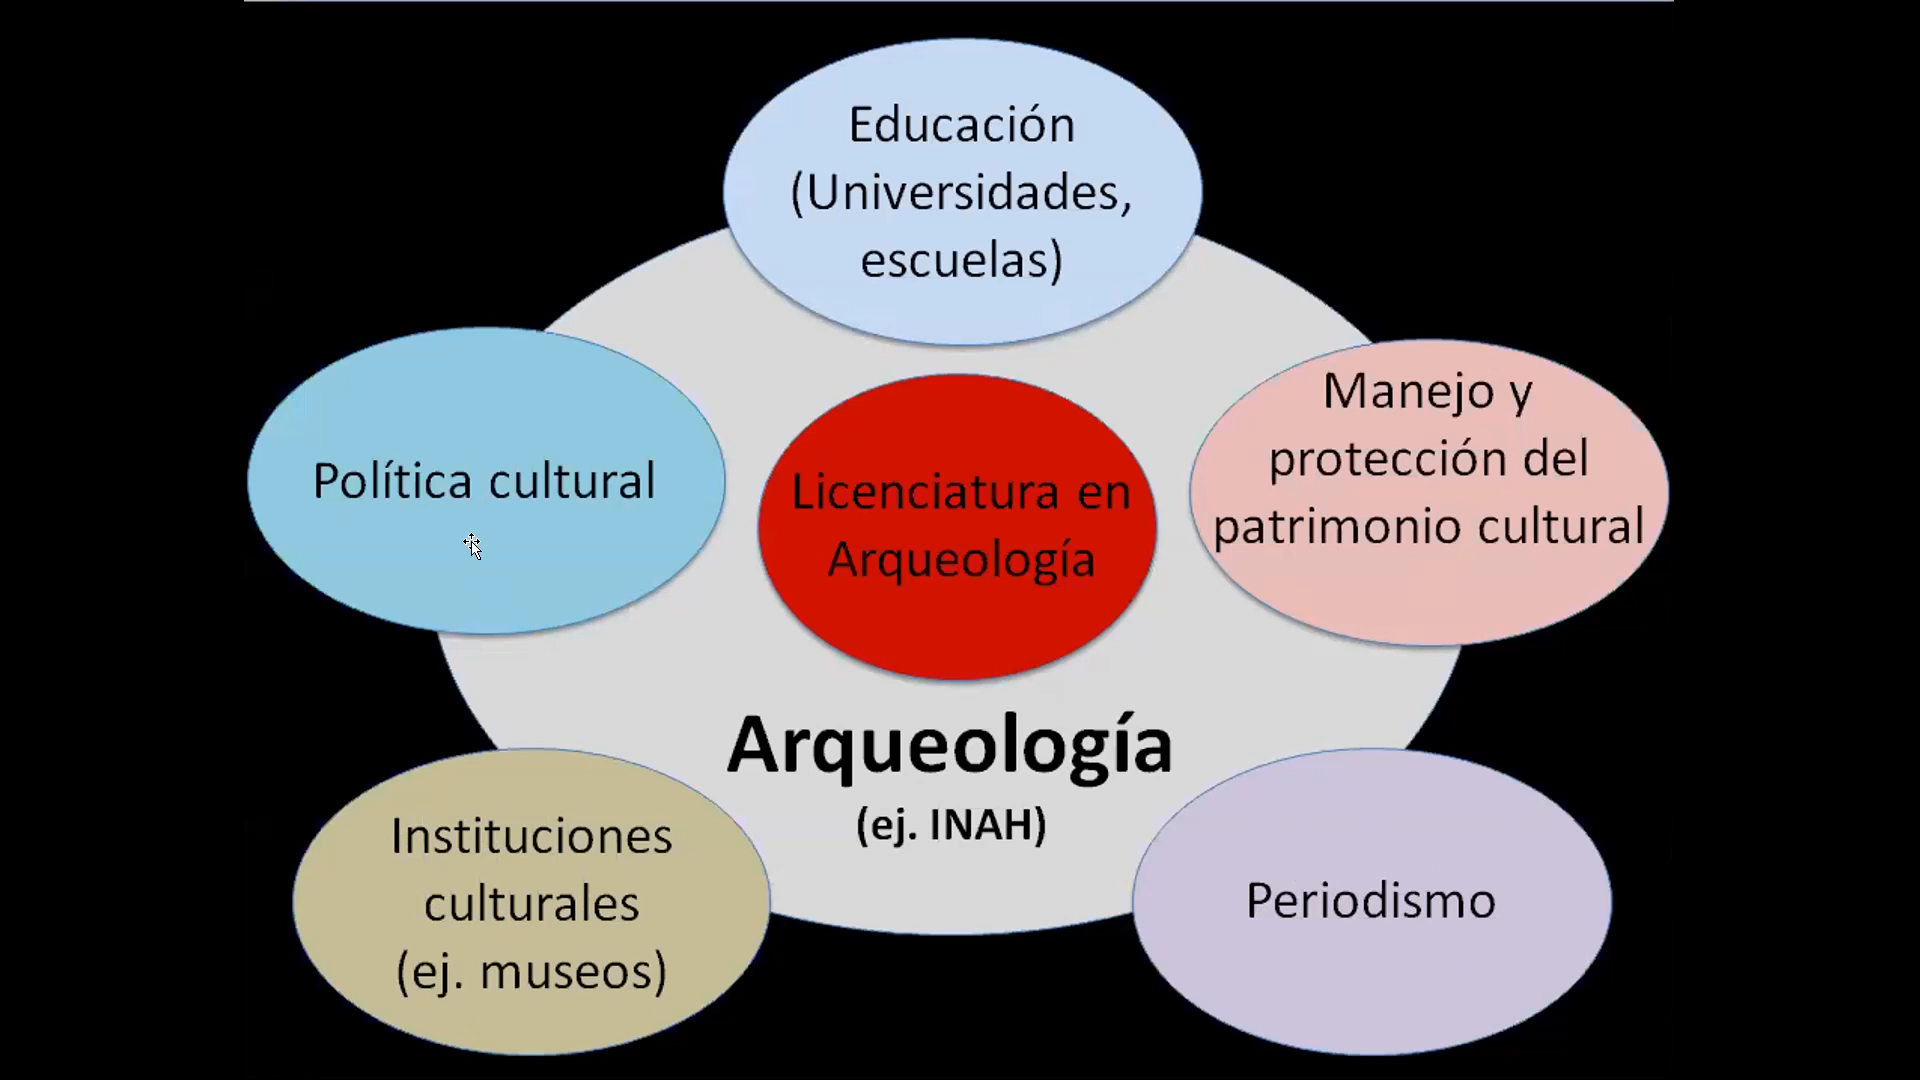 Educación
(Universidades,
escuelas)
Política cultural
Licenciatura en
Arqueología
Manejo y
protección del
patrimonio cultural
Arqueología
(ej. INAH)
Instituciones
culturales
(ej. museos)
Periodismo